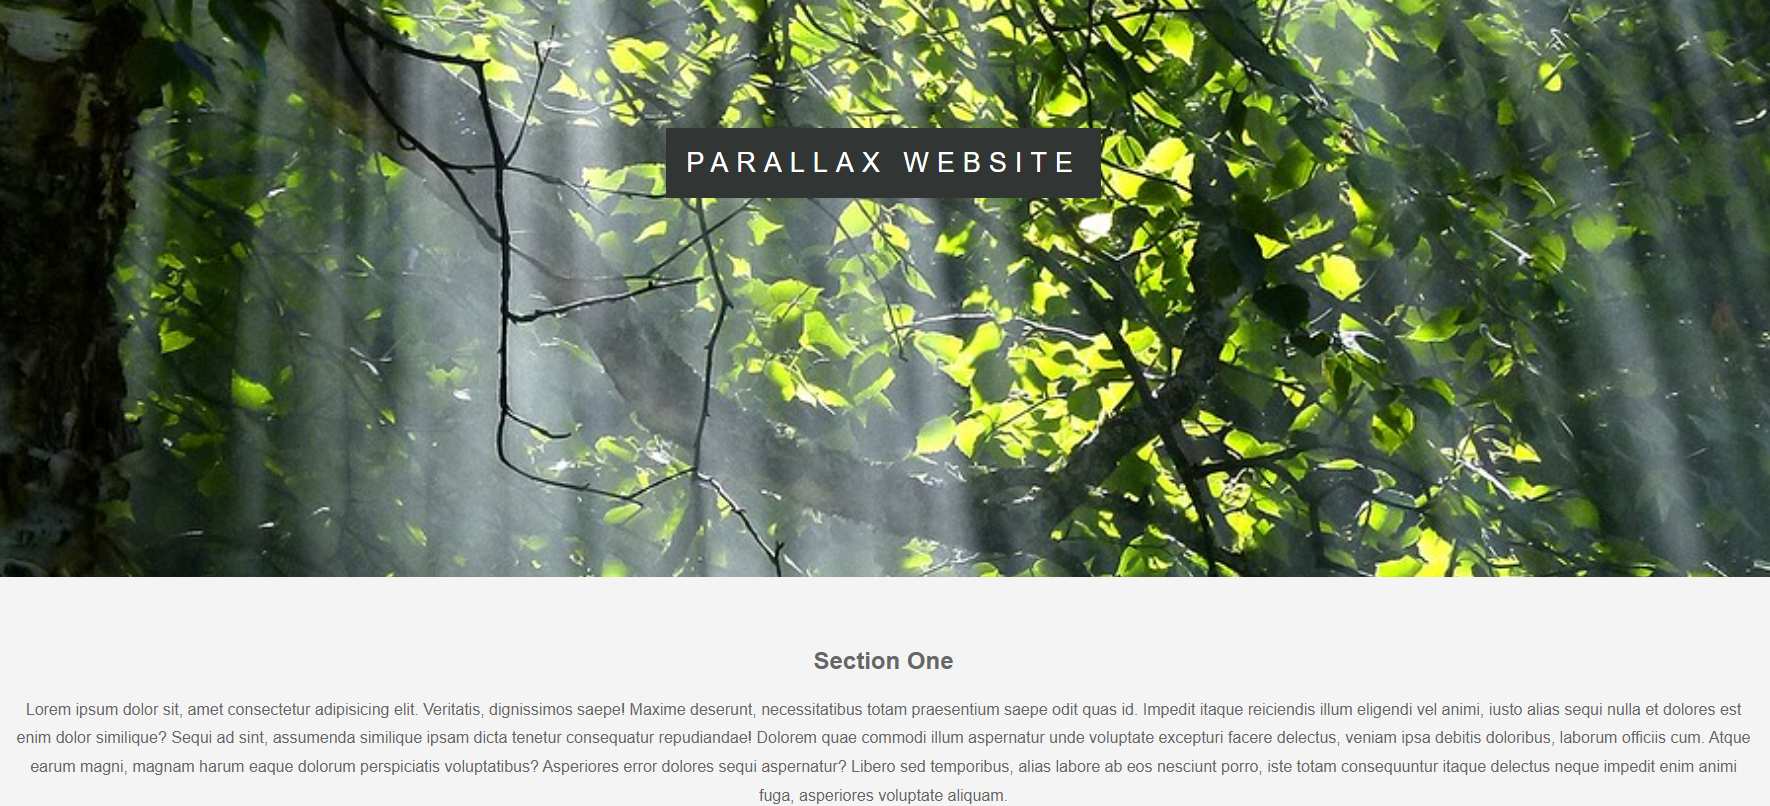 PARALLAX WEBSITE
Section One
Lorem ipsum dolor sit, amet consectetur adipisicing elit. Veritatis, dignissimos saepe! Maxime deserunt, necessitatibus totam praesentium saepe odit quas id. Impedit itaque reiciendis illum eligendi vel animi, iusto alias sequi nulla et dolores est
enim dolor similique? Sequi ad sint, assumenda similique ipsam dicta tenetur consequatur repudiandae! Dolorem quae commodi illum aspernatur unde voluptate excepturi facere delectus, veniam ipsa debitis doloribus, laborum officiis cum. Atque
earum magni, magnam harum eaque dolorum perspiciatis voluptatibus? Asperiores error dolores sequi aspernatur? Libero sed temporibus, alias labore ab eos nesciunt porro, iste totam consequuntur itaque delectus neque impedit enim animi
fuga, asperiores voluptate aliquam.